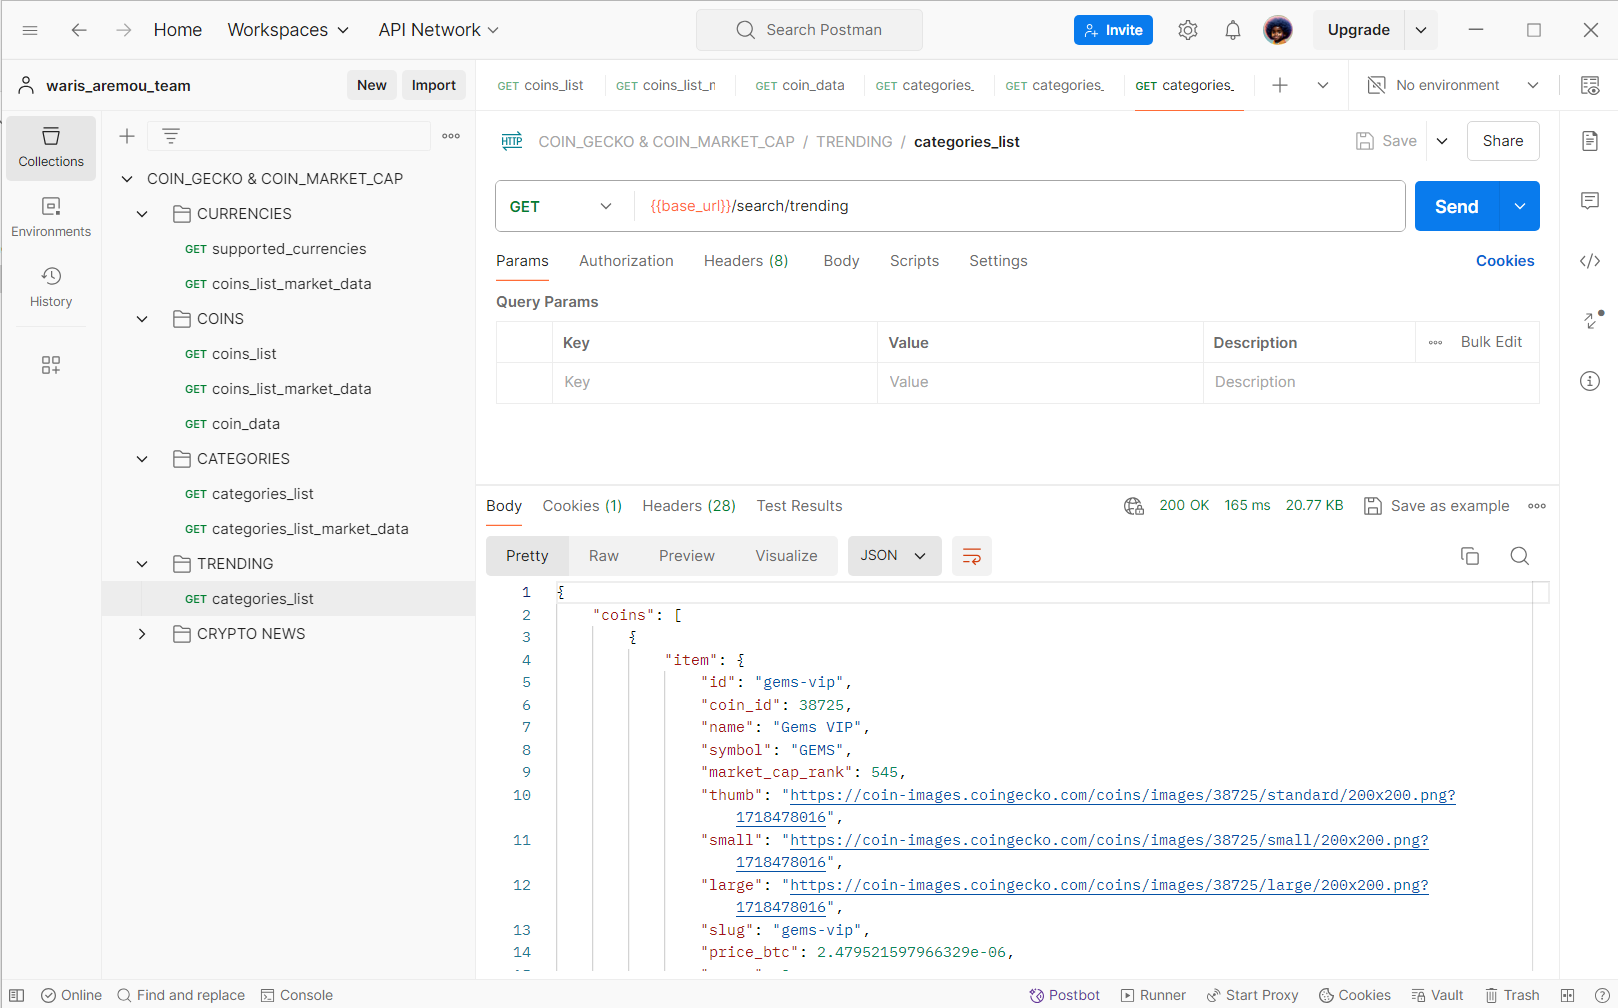 Home Workspaces API Network Search Postman Invite Upgrade
waris_aremou_team New Import
GET coins_list GET coins_list_n GET coin_data GET categories_ GET categories_ GET categories_ No environment
Collections
Environments
History
COIN_GECKO & COIN_MARKET_CAP
CURRENCIES
GET supported_currencies
GET coins_list_market_data
COINS
GET coins_list
GET coins_list_market_data
GET coin_data
CATEGORIES
GET categories_list
GET categories_list_market_data
TRENDING
GET categories_list
CRYPTO NEWS
HTTP COIN_GECKO & COIN_MARKET_CAP / TRENDING / categories_list Save Share
GET {{base_url}}/search/trending Send
Params Authorization Headers (8) Body Scripts Settings Cookies
Query Params
Key Value Description Bulk Edit
Key Value Description
Body Cookies (1) Headers (28) Test Results 200 OK 165 ms 20.77 KB Save as example
Pretty Raw Preview Visualize JSON
1 {
2 "coins": [
3 {
4 "item": {
5 "id": "gems-vip",
6 "coin_id": 38725,
7 "name": "Gems VIP",
8 "symbol": "GEMS",
9 "market_cap_rank": 545,
10 "thumb": "https://coin-images.coingecko.com/coins/images/38725/standard/200x200.png?
1718478016",
11 "small": "https://coin-images.coingecko.com/coins/images/38725/small/200x200.png?
1718478016",
12 "large": "https://coin-images.coingecko.com/coins/images/38725/large/200x200.png?
1718478016",
13 "slug": "gems-vip",
14 "price_btc": 2.479521597966329e-06,
Online Find and replace Console Postbot Runner Start Proxy Cookies Vault Trash